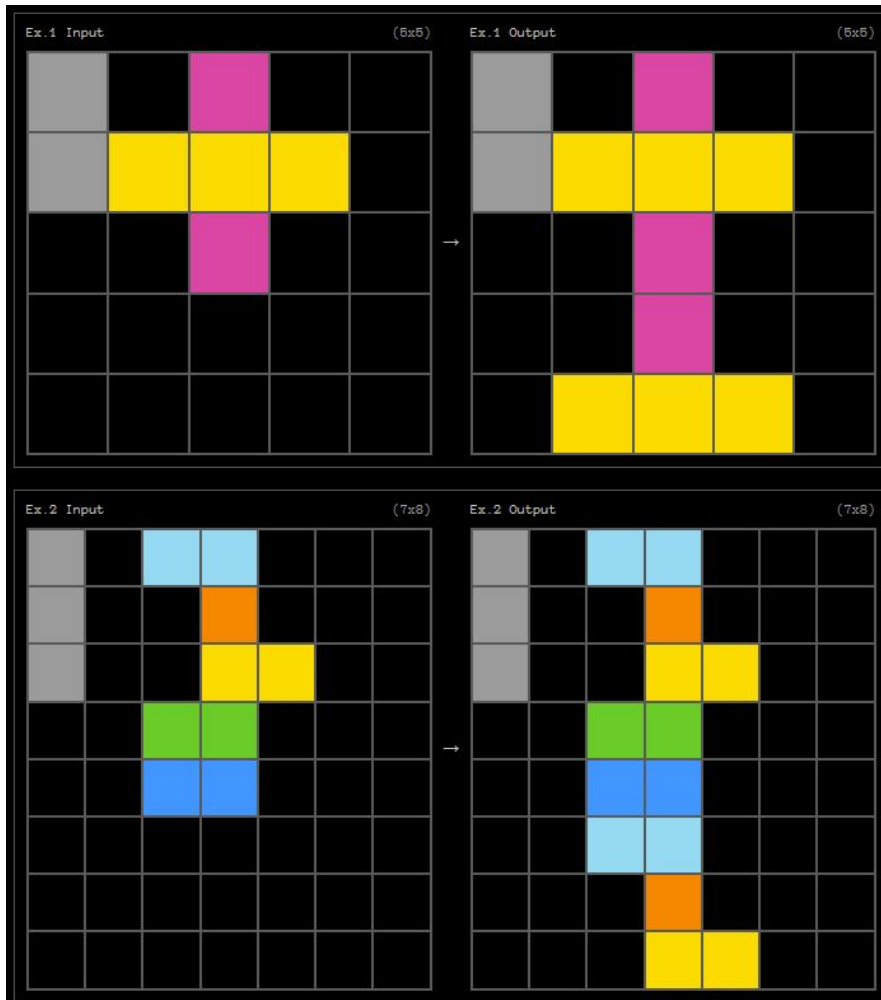 Ex.1 Input (5x5) Ex.1 Output (5x5)
→
Ex.2 Input (7x8) Ex.2 Output (7x8)
→